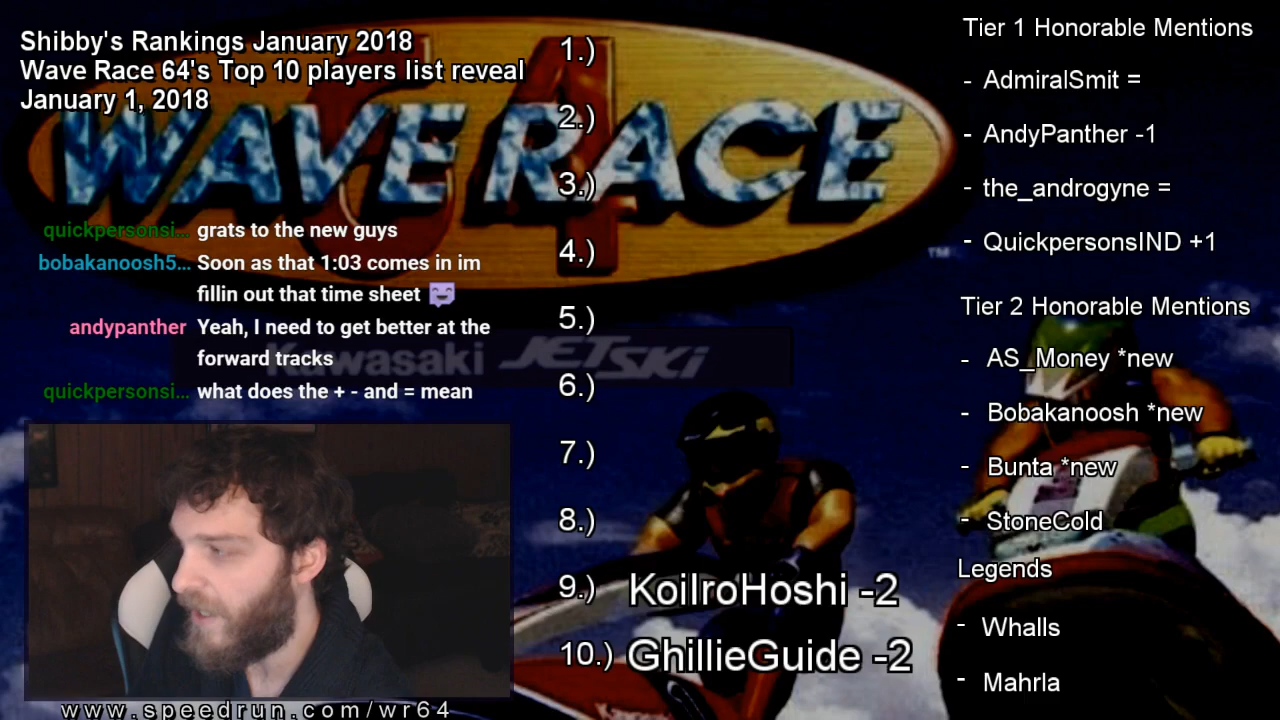 Shibby's Rankings January 2018
Wave Race 64's Top 10 players list reveal
January 1, 2018
WAVE RACE
64
TM
Kawasaki JET SKI
quickpersonsi... grats to the new guys
bobakanoosh5... Soon as that 1:03 comes in im
fillin out that time sheet
andypanther Yeah, I need to get better at the
forward tracks
quickpersonsi... what does the + - and = mean
www.speedrun.com/wr64
1.)
2.)
3.)
4.)
5.)
6.)
7.)
8.)
9.) KoiIroHoshi -2
10.) GhillieGuide -2
Tier 1 Honorable Mentions
- AdmiralSmit =
- AndyPanther -1
- the_androgyne =
- QuickpersonsIND +1
Tier 2 Honorable Mentions
- AS_Money *new
- Bobakanoosh *new
- Bunta *new
- StoneCold
Legends
- Whalls
- Mahrla